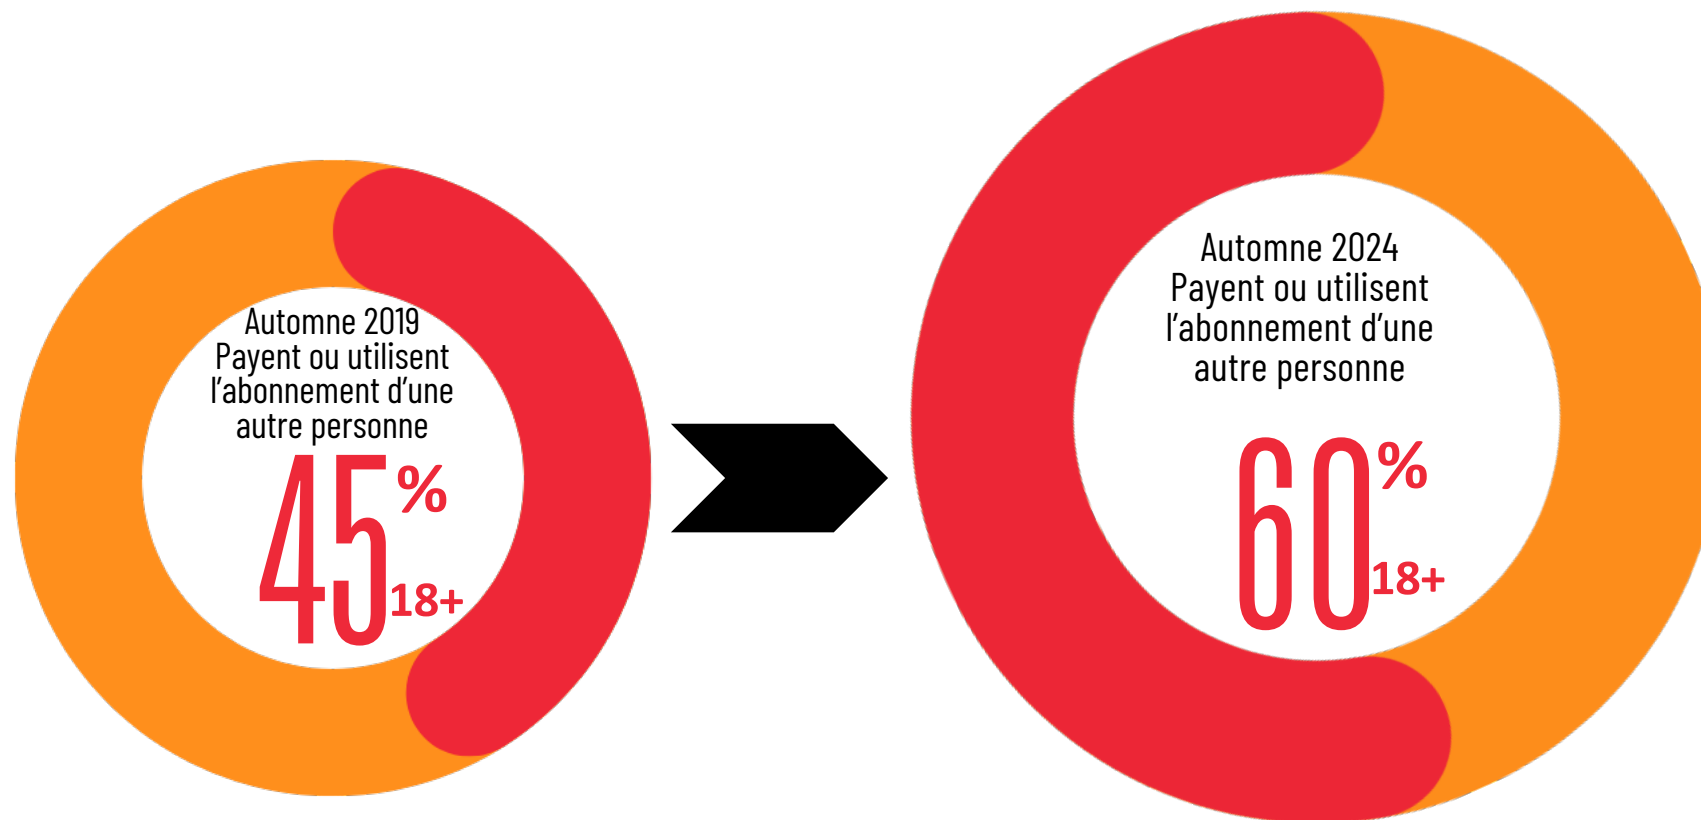 Automne 2019
Payent ou utilisent
l’abonnement d’une
autre personne
45%
18+
Automne 2024
Payent ou utilisent
l’abonnement d’une
autre personne
60%
18+